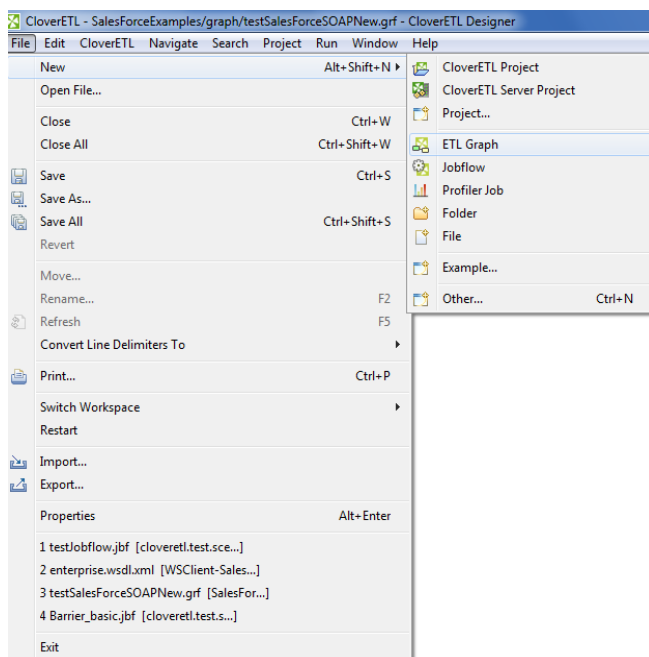 CloverETL - SalesForceExamples/graph/testSalesForceSOAPNew.grf - CloverETL Designer
File Edit CloverETL Navigate Search Project Run Window Help
New Alt+Shift+N
Open File...
Close Ctrl+W
Close All Ctrl+Shift+W
Save Ctrl+S
Save As...
Save All Ctrl+Shift+S
Revert
Move...
Rename... F2
Refresh F5
Convert Line Delimiters To
Print... Ctrl+P
Switch Workspace
Restart
Import...
Export...
Properties Alt+Enter
1 testJobflow.jbf [cloveretl.test.sce...]
2 enterprise.wsdl.xml [WSClient-Sales...]
3 testSalesForceSOAPNew.grf [SalesFor...]
4 Barrier_basic.jbf [cloveretl.test.s...]
Exit
CloverETL Project
CloverETL Server Project
Project...
ETL Graph
Jobflow
Profiler Job
Folder
File
Example...
Other... Ctrl+N